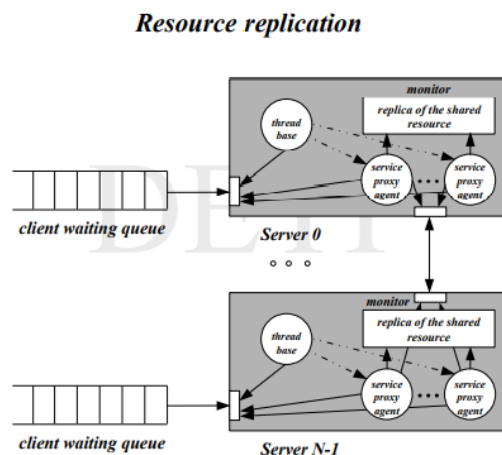 Resource replication
monitor
replica of the shared
resource
thread
base
service
proxy
agent
service
proxy
agent
client waiting queue
Server 0
monitor
replica of the shared
resource
thread
base
service
proxy
agent
service
proxy
agent
client waiting queue
Server N-1